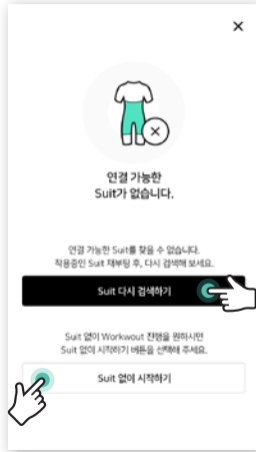 연결 가능한
Suit가 없습니다.
연결 가능한 Suit를 찾을 수 없습니다.
착용중인 Suit 재부팅 후, 다시 검색해 보세요.
Suit 다시 검색하기
Suit 없이 Workwout 진행을 원하시면
Suit 없이 시작하기 버튼을 선택해 주세요.
Suit 없이 시작하기